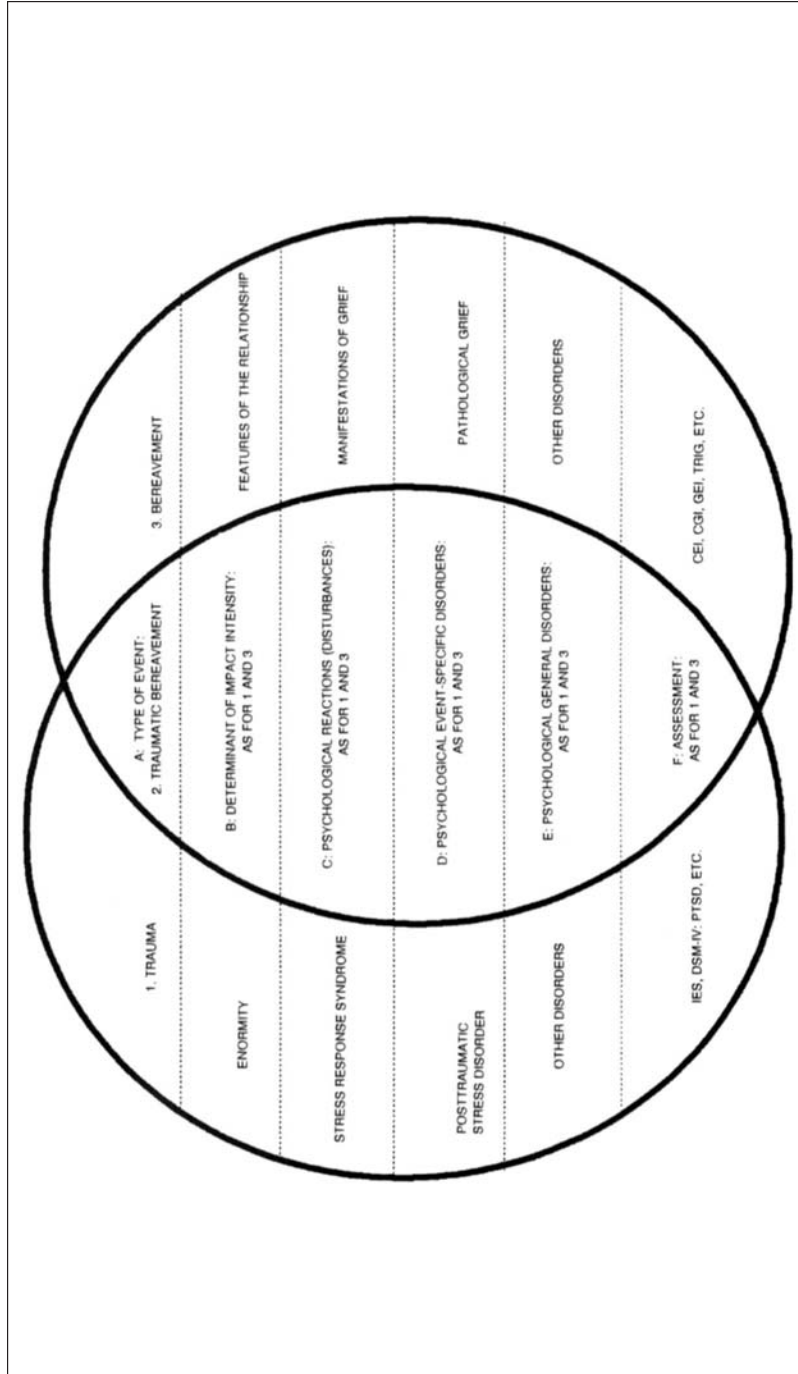 A: TYPE OF EVENT:
1. TRAUMA
2. TRAUMATIC BEREAVEMENT
3. BEREAVEMENT
ENORMITY
B: DETERMINANT OF IMPACT INTENSITY:
AS FOR 1 AND 3
FEATURES OF THE RELATIONSHIP
STRESS RESPONSE SYNDROME
C: PSYCHOLOGICAL REACTIONS (DISTURBANCES):
AS FOR 1 AND 3
MANIFESTATIONS OF GRIEF
POSTTRAUMATIC
STRESS DISORDER
D: PSYCHOLOGICAL EVENT-SPECIFIC DISORDERS:
AS FOR 1 AND 3
PATHOLOGICAL GRIEF
OTHER DISORDERS
E: PSYCHOLOGICAL GENERAL DISORDERS:
AS FOR 1 AND 3
OTHER DISORDERS
IES, DSM-IV: PTSD, ETC.
F: ASSESSMENT:
AS FOR 1 AND 3
CEI, CGI, GEI, TRIG, ETC.